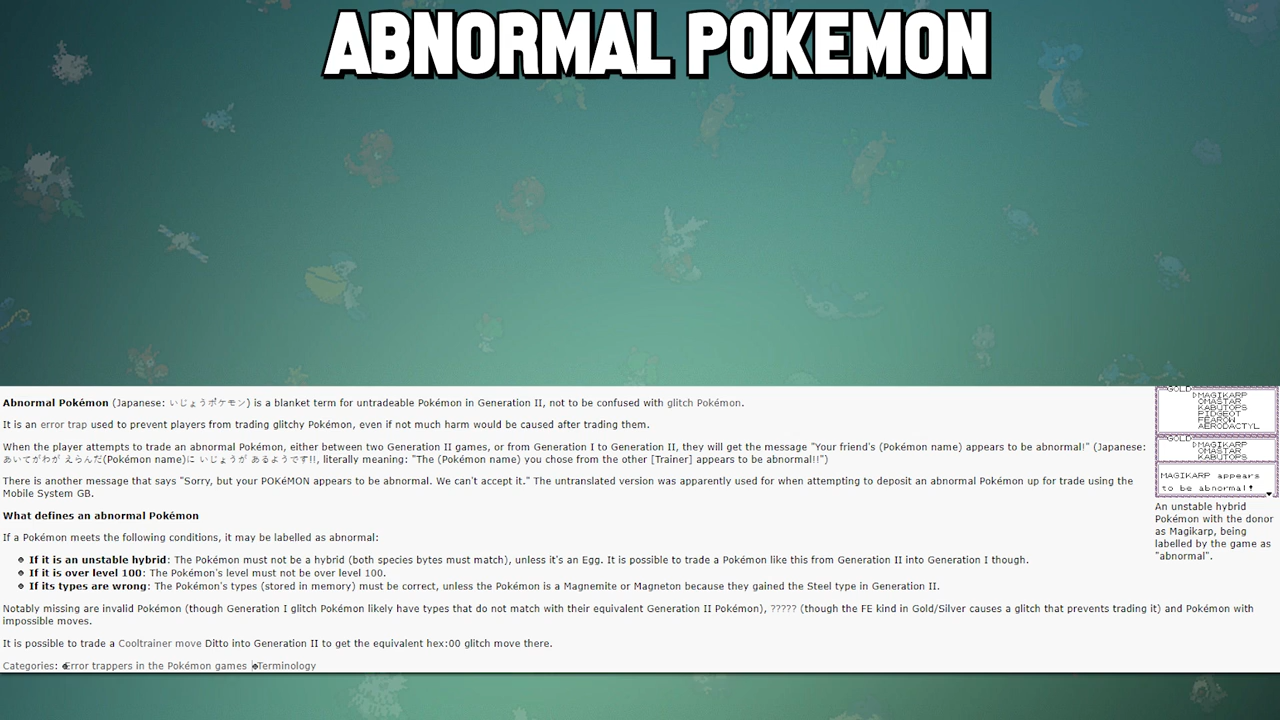 ABNORMAL POKEMON
Abnormal Pokémon (Japanese: いじょうポケモン) is a blanket term for untradeable Pokémon in Generation II, not to be confused with glitch Pokémon.
It is an error trap used to prevent players from trading glitchy Pokémon, even if not much harm would be caused after trading them.
When the player attempts to trade an abnormal Pokémon, either between two Generation II games, or from Generation I to Generation II, they will get the message "Your friend's (Pokémon name) appears to be abnormal!" (Japanese:
あいてがわが えらんだ(Pokémon name)に いじょうが あるようです!!, literally meaning: "The (Pokémon name) you chose from the other [Trainer] appears to be abnormal!!")
There is another message that says "Sorry, but your POKéMON appears to be abnormal. We can't accept it." The untranslated version was apparently used for when attempting to deposit an abnormal Pokémon up for trade using the
Mobile System GB.
What defines an abnormal Pokémon
If a Pokémon meets the following conditions, it may be labelled as abnormal:
If it is an unstable hybrid: The Pokémon must not be a hybrid (both species bytes must match), unless it's an Egg. It is possible to trade a Pokémon like this from Generation II into Generation I though.
If it is over level 100: The Pokémon's level must not be over level 100.
If its types are wrong: The Pokémon's types (stored in memory) must be correct, unless the Pokémon is a Magnemite or Magneton because they gained the Steel type in Generation II.
Notably missing are invalid Pokémon (though Generation I glitch Pokémon likely have types that do not match with their equivalent Generation II Pokémon), ????? (though the FE kind in Gold/Silver causes a glitch that prevents trading it) and Pokémon with
impossible moves.
It is possible to trade a Cooltrainer move Ditto into Generation II to get the equivalent hex:00 glitch move there.
Categories: Error trappers in the Pokémon games | Terminology
GOLD
MAGIKARP
OMASTAR
KABUTOPS
PIDGEOT
AERODACTYL
GOLD
MAGIKARP
OMASTAR
KABUTOPS
MAGIKARP appears
to be abnormal!
An unstable hybrid
Pokémon with the donor
as Magikarp, being
labelled by the game as
"abnormal".